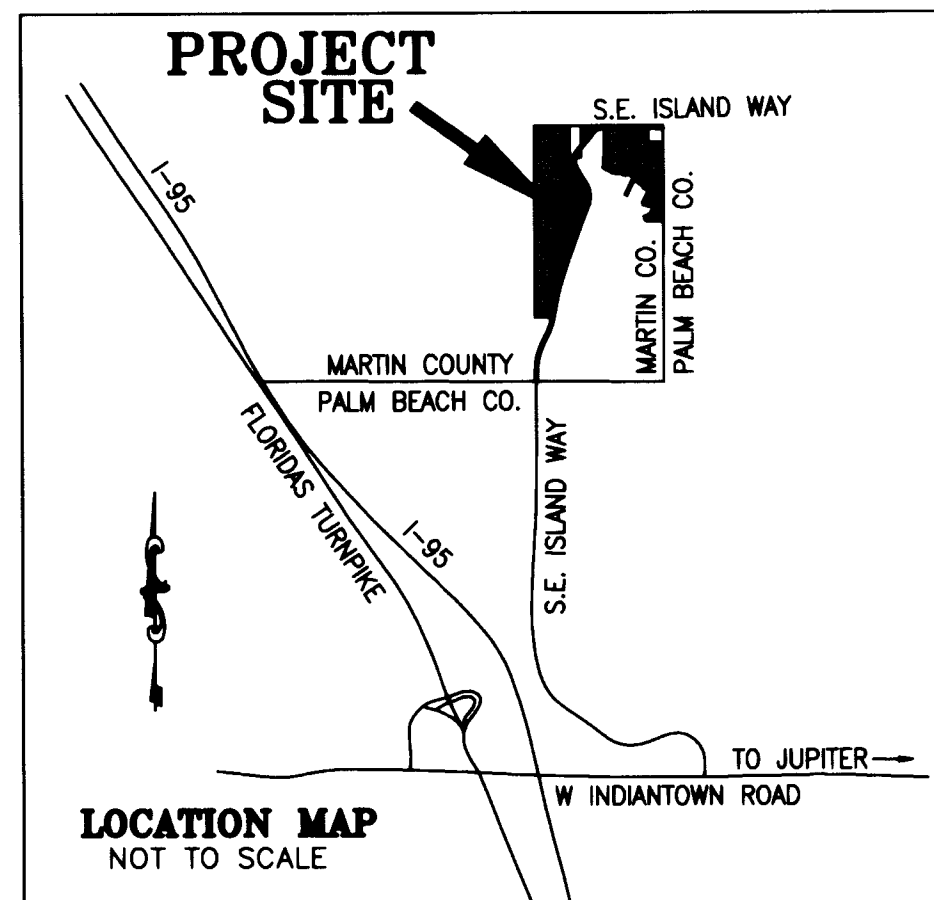 PROJECT
SITE
S.E. ISLAND WAY
I-95
MARTIN CO.
PALM BEACH CO.
MARTIN COUNTY
PALM BEACH CO.
FLORIDAS TURNPIKE
I-95
S.E. ISLAND WAY
TO JUPITER
W INDIANTOWN ROAD
LOCATION MAP
NOT TO SCALE